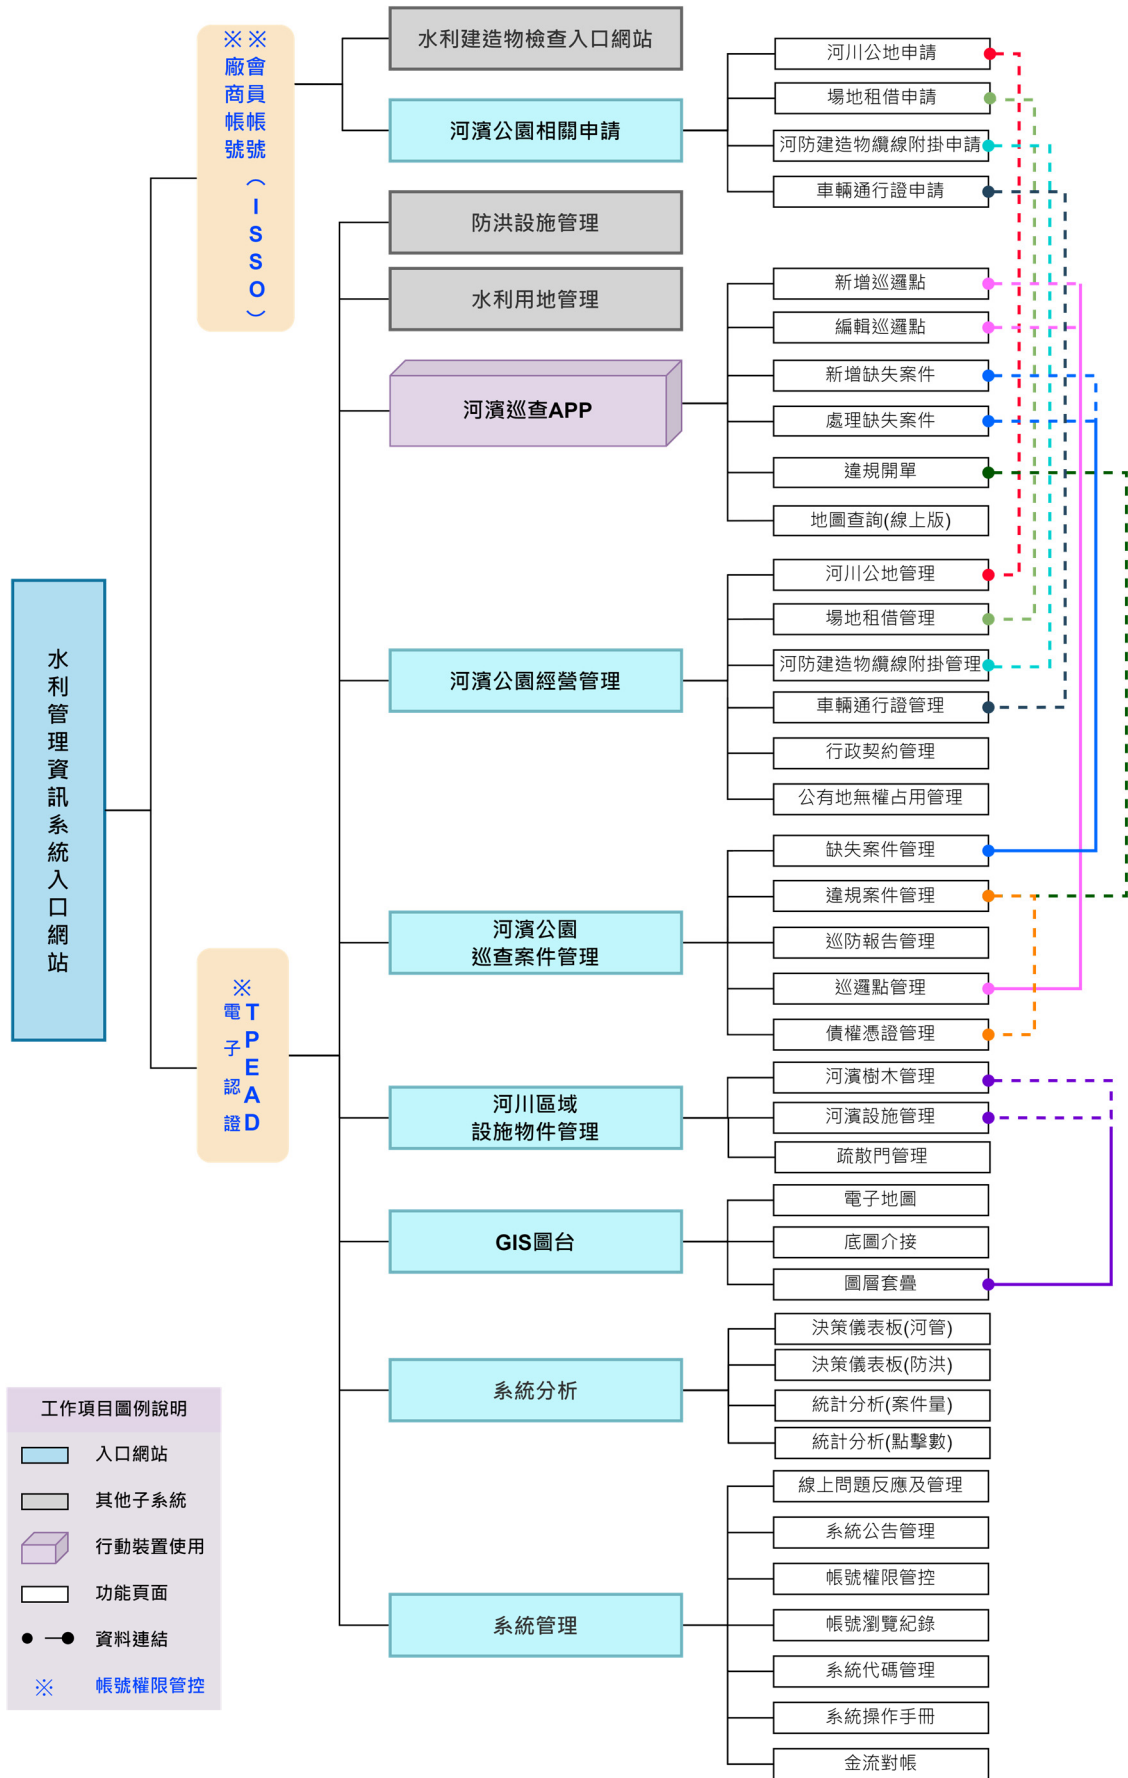 水利管理資訊系統入口網站
※會員帳號（ISSO）
※廠商帳號
水利建造物檢查入口網站
河濱公園相關申請
河川公地申請
場地租借申請
河防建造物纜線附掛申請
車輛通行證申請
※
TPEAD
電子認證
防洪設施管理
水利用地管理
河濱巡查APP
新增巡邏點
編輯巡邏點
新增缺失案件
處理缺失案件
違規開單
地圖查詢(線上版)
河濱公園經營管理
河川公地管理
場地租借管理
河防建造物纜線附掛管理
車輛通行證管理
行政契約管理
公有地無權占用管理
河濱公園
巡查案件管理
缺失案件管理
違規案件管理
巡防報告管理
巡邏點管理
債權憑證管理
河川區域
設施物件管理
河濱樹木管理
河濱設施管理
疏散門管理
GIS圖台
電子地圖
底圖介接
圖層套疊
系統分析
決策儀表板(河管)
決策儀表板(防洪)
統計分析(案件量)
統計分析(點擊數)
系統管理
線上問題反應及管理
系統公告管理
帳號權限管控
帳號瀏覽紀錄
系統代碼管理
系統操作手冊
金流對帳
工作項目圖例說明
入口網站
其他子系統
行動裝置使用
功能頁面
資料連結
※ 帳號權限管控